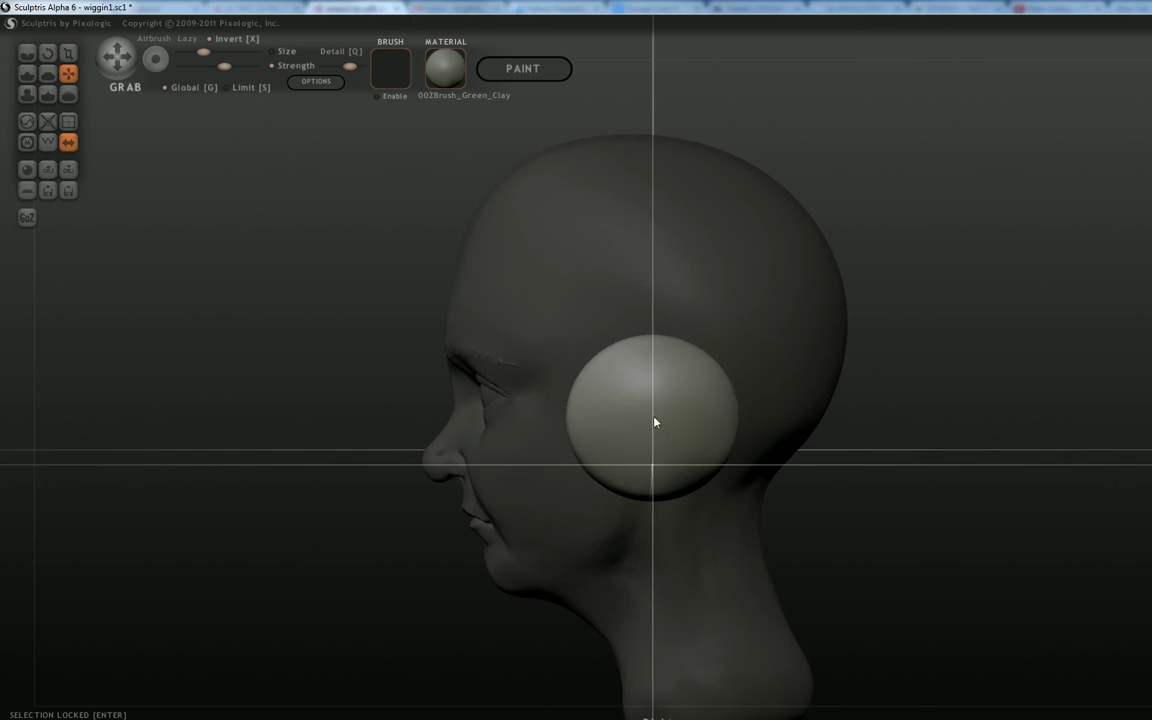 Sculptris Alpha 6 - wiggin1.sc1 *
Sculptris by Pixologic   Copyright © 2009-2011 Pixologic, Inc.
Airbrush Lazy Invert [X]
Size Detail [Q]
Strength
OPTIONS
GRAB
Global [G] Limit [S]
BRUSH
Enable
MATERIAL
00ZBrush_Green_Clay
PAINT
GoZ
SELECTION LOCKED [ENTER]